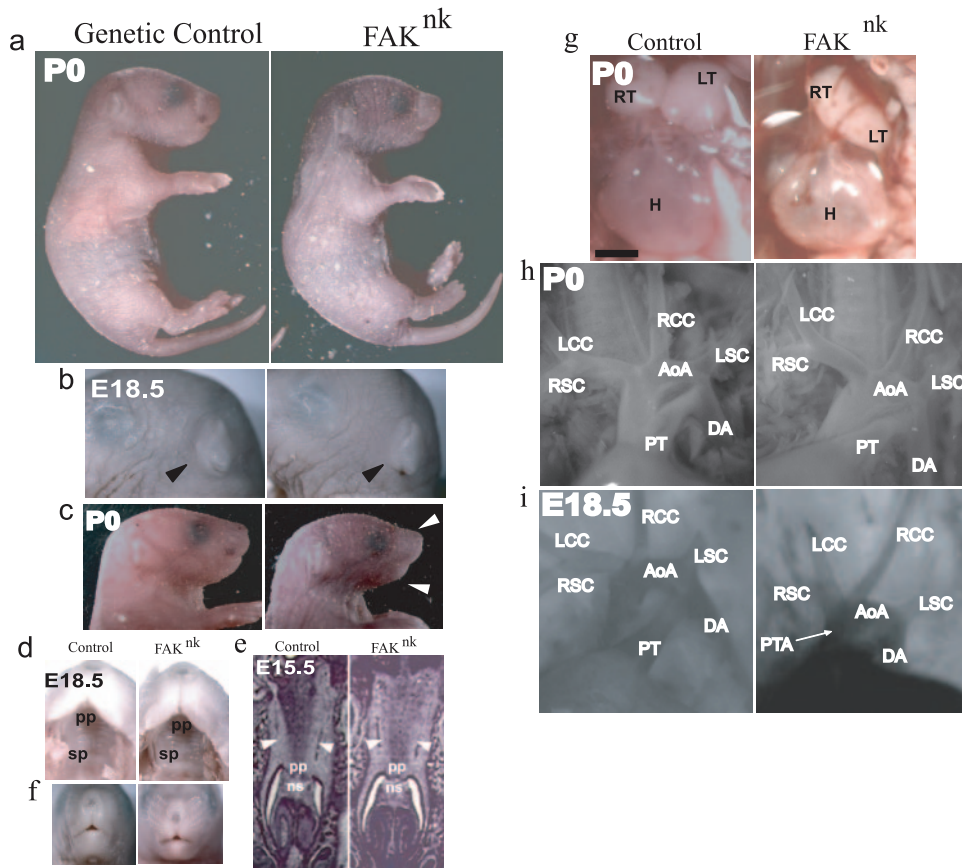 a
Genetic Control
FAK nk
P0
b
E18.5
c
P0
d
Control
FAK nk
E18.5
pp
sp
pp
sp
e
E15.5
Control
FAK nk
pp
ns
pp
ns
f
g
Control
FAK nk
P0
RT
LT
H
RT
LT
H
h
P0
LCC
RCC
RSC
AoA
LSC
PT
DA
LCC
RCC
RSC
AoA
LSC
PT
DA
i
E18.5
RCC
LCC
LSC
AoA
RSC
DA
PT
LCC
RCC
RSC
AoA
LSC
PTA
DA